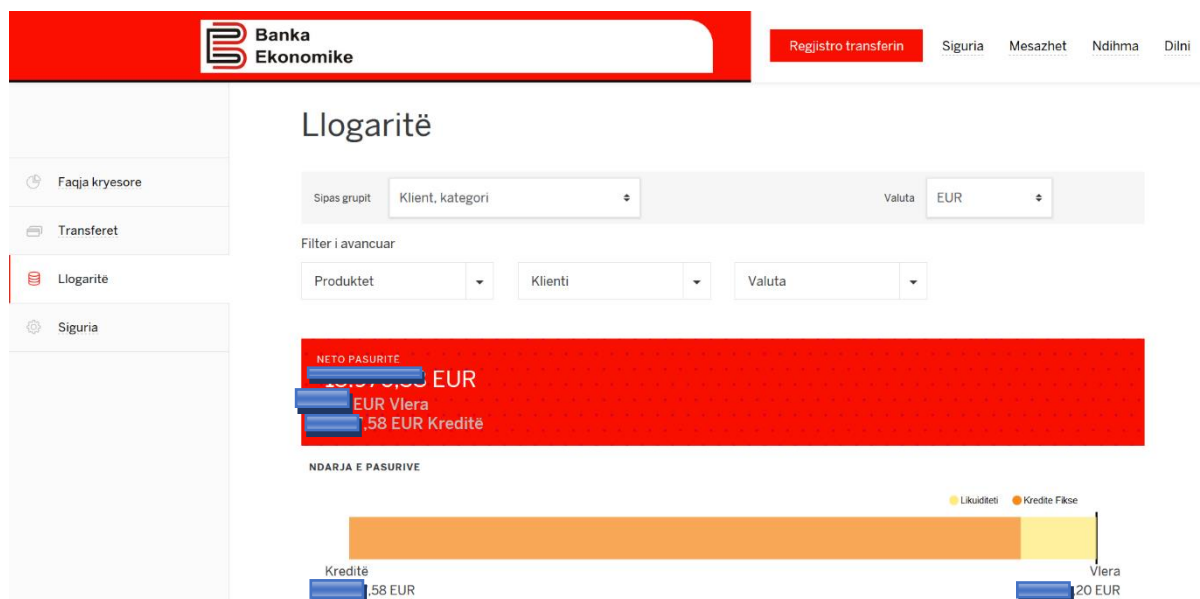 Banka
Ekonomike
Regjistro transferin
Siguria
Mesazhet
Ndihma
Dilni
Llogaritë
Faqja kryesore
Transferet
Llogaritë
Siguria
Sipas grupit
Klient, kategori
Valuta
EUR
Filter i avancuar
Produktet
Klienti
Valuta
NETO PASURITË
EUR
EUR Vlera
,58 EUR Kreditë
NDARJA E PASURIVE
Likuiditeti
Kredite Fikse
Kreditë
,58 EUR
Vlera
,20 EUR